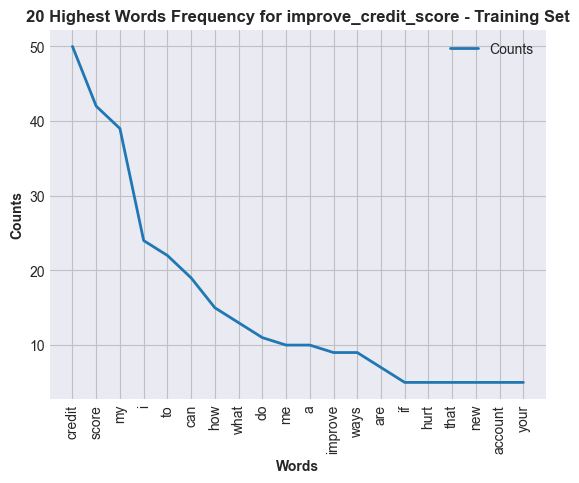 20 Highest Words Frequency for improve_credit_score - Training Set
Counts
50
40
30
20
10
Counts
credit
score
my
i
to
can
how
what
do
me
a
improve
ways
are
if
hurt
that
new
account
your
Words